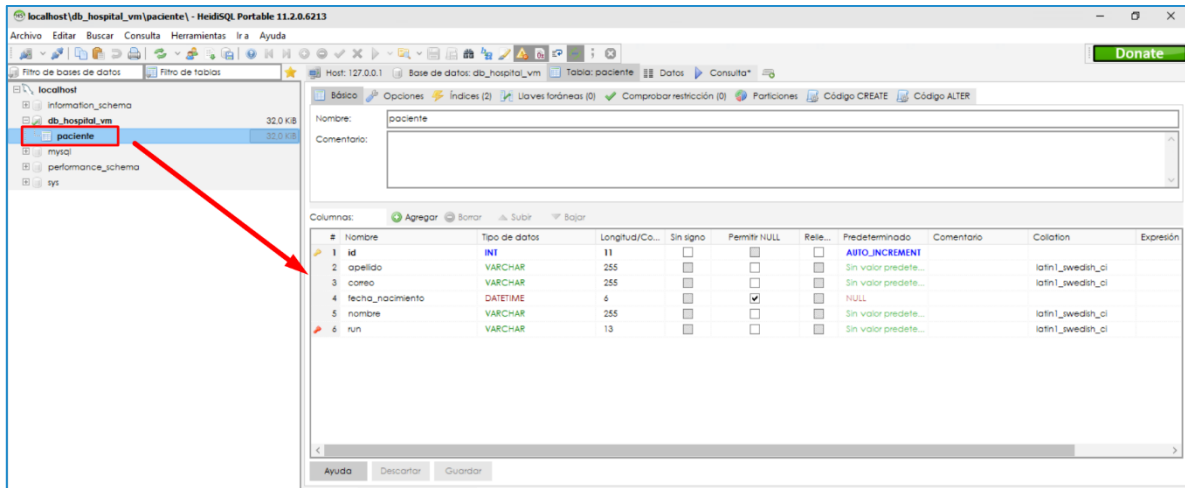 localhost\db_hospital_vm\paciente\ - HeidiSQL Portable 11.2.0.6213
Archivo Editar Buscar Consulta Herramientas Ir a Ayuda
Donate
Filtro de bases de datos Filtro de tablas Host: 127.0.0.1 Base de datos: db_hospital_vm Tabla: paciente Datos Consulta*
localhost
information_schema
db_hospital_vm 32.0 KiB
paciente 32.0 KiB
mysql
performance_schema
sys
Básico Opciones Índices (2) Llaves foráneas (0) Comprobar restricción (0) Particiones Código CREATE Código ALTER
Nombre: paciente
Comentario:
Columnas: Agregar Borrar Subir Bajar
# Nombre Tipo de datos Longitud/Co... Sin signo Permitir NULL Relle... Predeterminado Comentario Collation Expresión
1 id INT 11 AUTO_INCREMENT
2 apellido VARCHAR 255 Sin valor predete... latin1_swedish_ci
3 correo VARCHAR 255 Sin valor predete... latin1_swedish_ci
4 fecha_nacimiento DATETIME 6 NULL
5 nombre VARCHAR 255 Sin valor predete... latin1_swedish_ci
6 run VARCHAR 13 Sin valor predete... latin1_swedish_ci
Ayuda Descartar Guardar